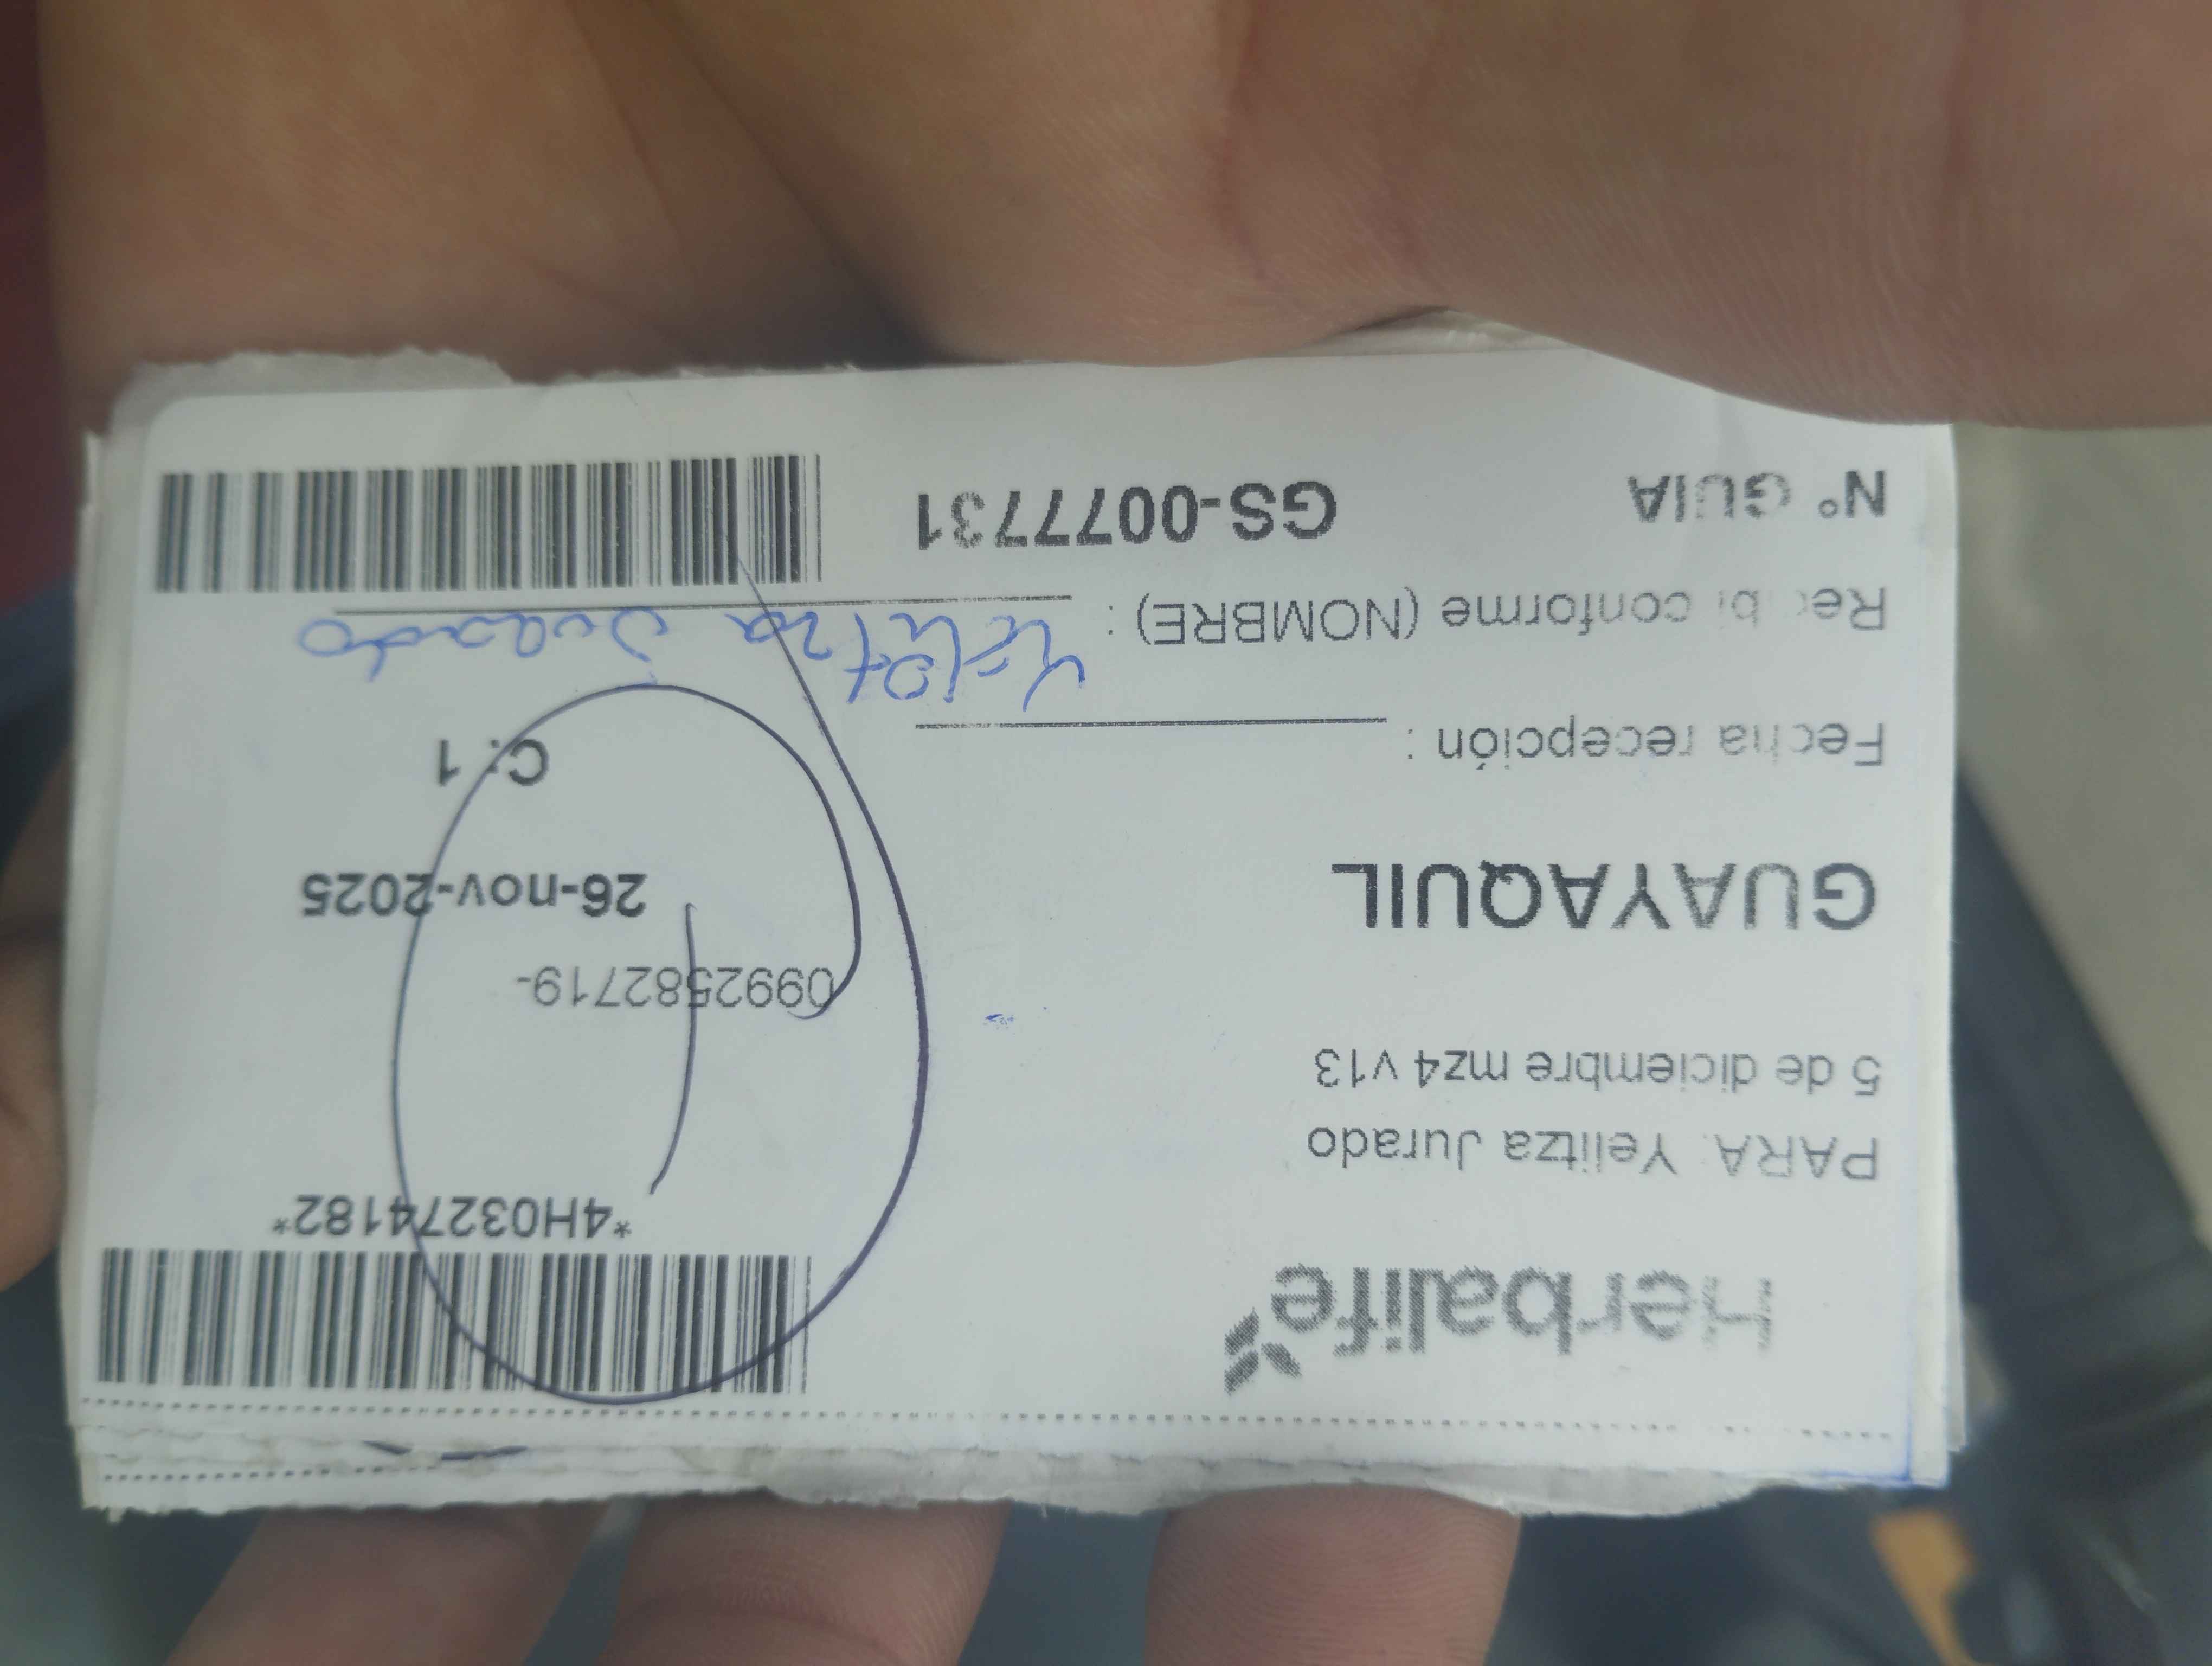 Herbalife
*4H03274182*
PARA: Yelitza Jurado
5 de diciembre mz4 v13
0992582719-
GUAYAQUIL
26-nov-2025
Fecha recepción :
C: 1
Recibi conforme (NOMBRE) : Yelitza Jurado
N° GUIA GS-0077731